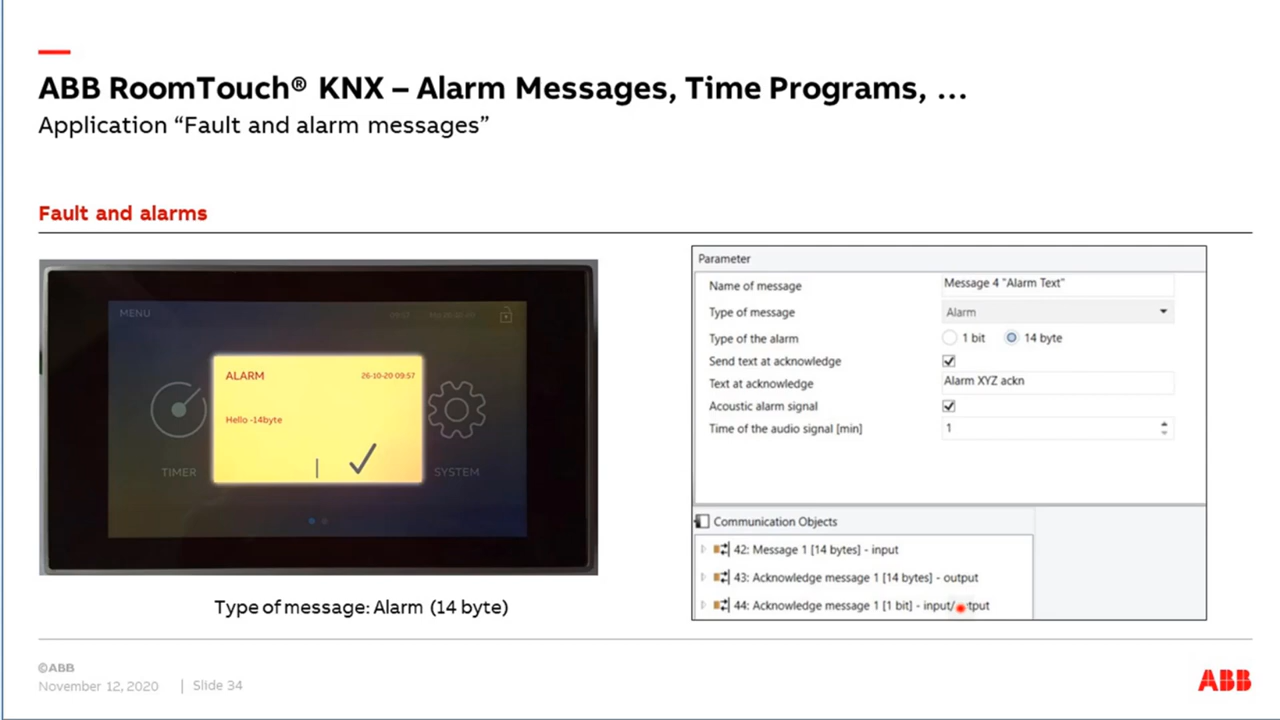 ABB RoomTouch® KNX – Alarm Messages, Time Programs, …
Application “Fault and alarm messages”
Fault and alarms
MENU
09:57
ALARM
26-10-20 09:57
Hello -14byte
TIMER
SYSTEM
Type of message: Alarm (14 byte)
Parameter
Name of message
Message 4 "Alarm Text"
Type of message
Alarm
Type of the alarm
1 bit
14 byte
Send text at acknowledge
Text at acknowledge
Alarm XYZ ackn
Acoustic alarm signal
Time of the audio signal [min]
1
Communication Objects
42: Message 1 [14 bytes] - input
43: Acknowledge message 1 [14 bytes] - output
44: Acknowledge message 1 [1 bit] - input/output
©ABB
November 12, 2020 | Slide 34
ABB